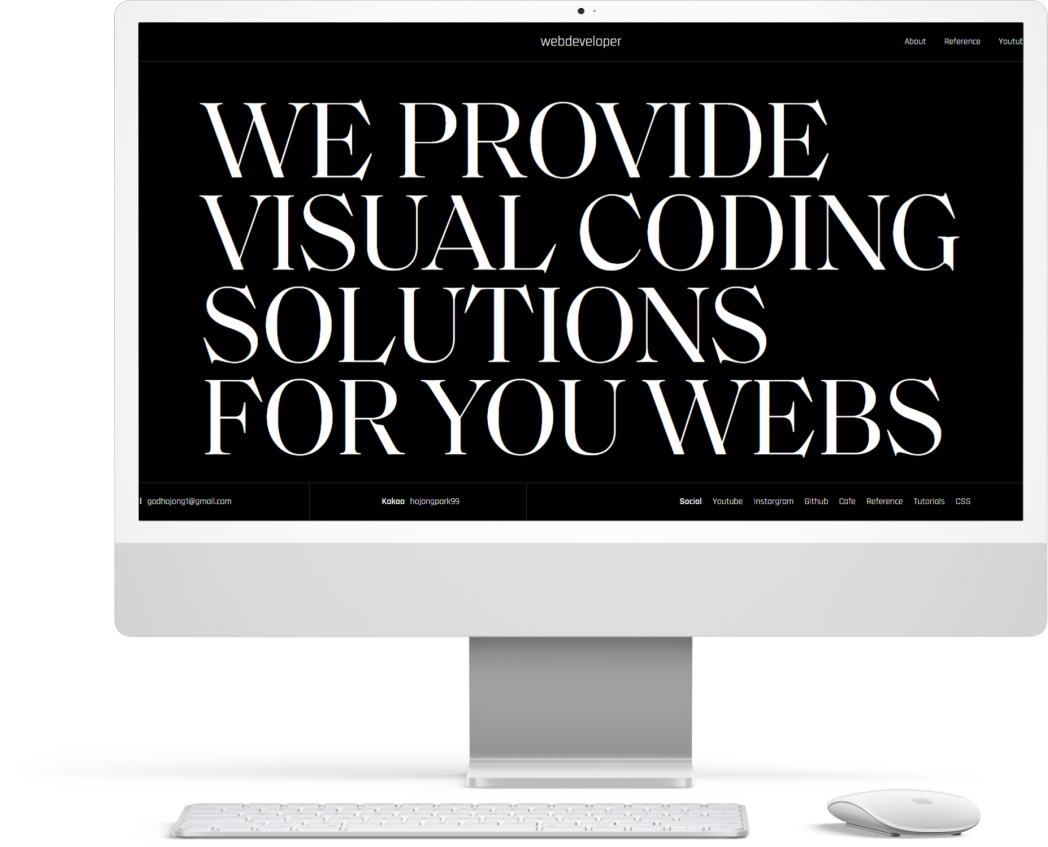 webdeveloper
About Reference Youtub
WE PROVIDE
VISUAL CODING
SOLUTIONS
FOR YOU WEBS
l godhojong1@gmail.com
Kakao hojongpark99
Social Youtube Instargram Github Cafe Reference Tutorials CSS